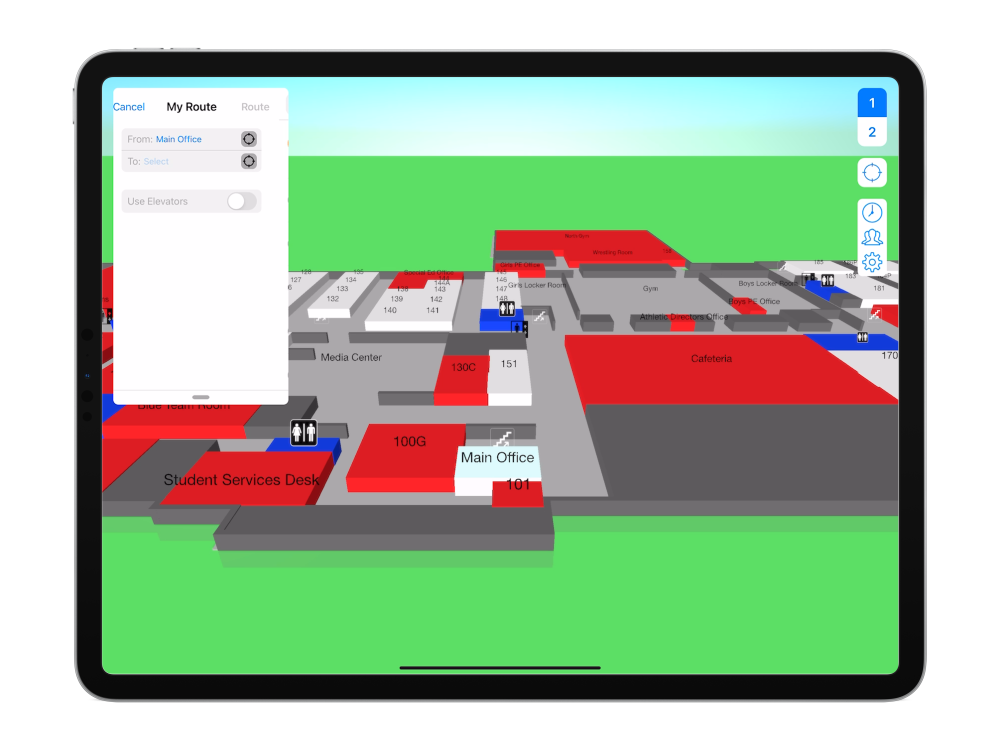 Cancel My Route Route
From: Main Office
To: Select
Use Elevators
1
2
Wrestling Room
Girls PE Office
Special Ed Office
128
135
145
127
134
144A
146
Girls Locker Room
Gym
Boys Locker Room
185
183
133
138
143
147
181
132
139
142
148
Boys PE Office
140
141
Athletic Directors Office
Media Center
130C
151
Cafeteria
170
Blue Team Room
100G
Main Office
Student Services Desk
101